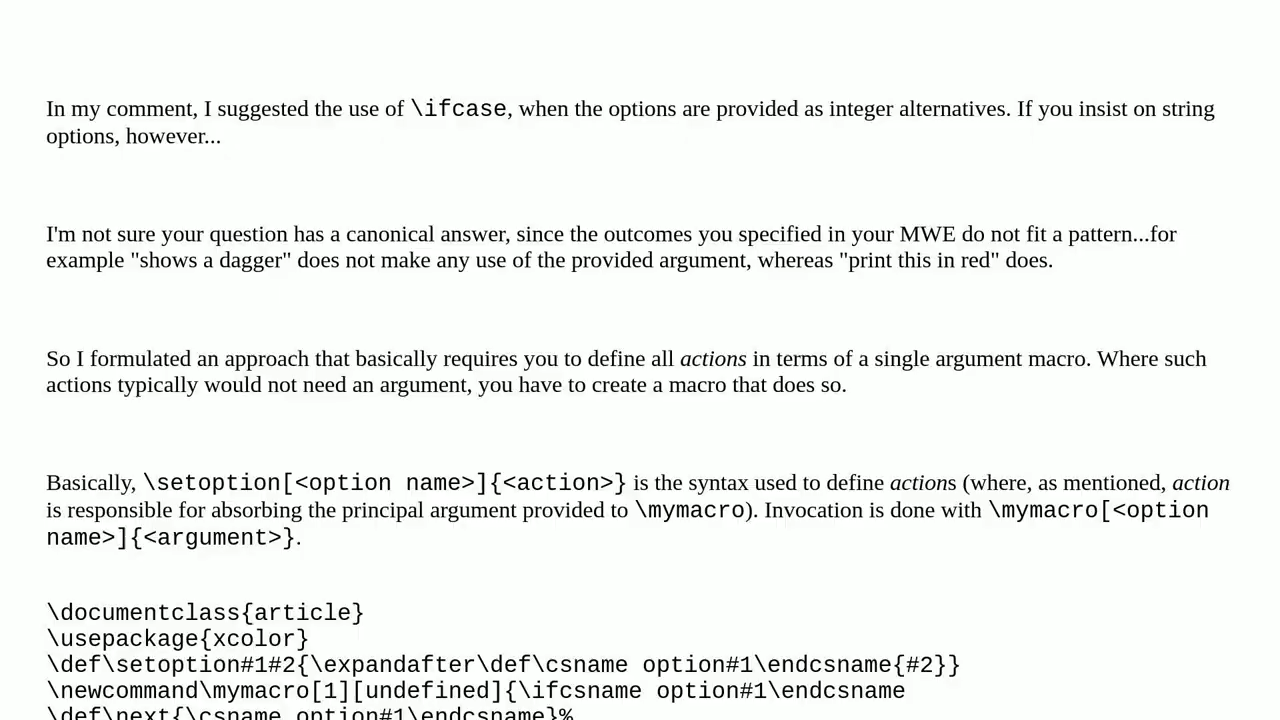 In my comment, I suggested the use of \ifcase, when the options are provided as integer alternatives. If you insist on string
options, however...
I'm not sure your question has a canonical answer, since the outcomes you specified in your MWE do not fit a pattern...for
example "shows a dagger" does not make any use of the provided argument, whereas "print this in red" does.
So I formulated an approach that basically requires you to define all actions in terms of a single argument macro. Where such
actions typically would not need an argument, you have to create a macro that does so.
Basically, \setoption[<option name>]{<action>} is the syntax used to define actions (where, as mentioned, action
is responsible for absorbing the principal argument provided to \mymacro). Invocation is done with \mymacro[<option
name>]{<argument>}.
\documentclass{article}
\usepackage{xcolor}
\def\setoption#1#2{\expandafter\def\csname option#1\endcsname{#2}}
\newcommand\mymacro[1][undefined]{\ifcsname option#1\endcsname
\def\next{\csname option#1\endcsname}%